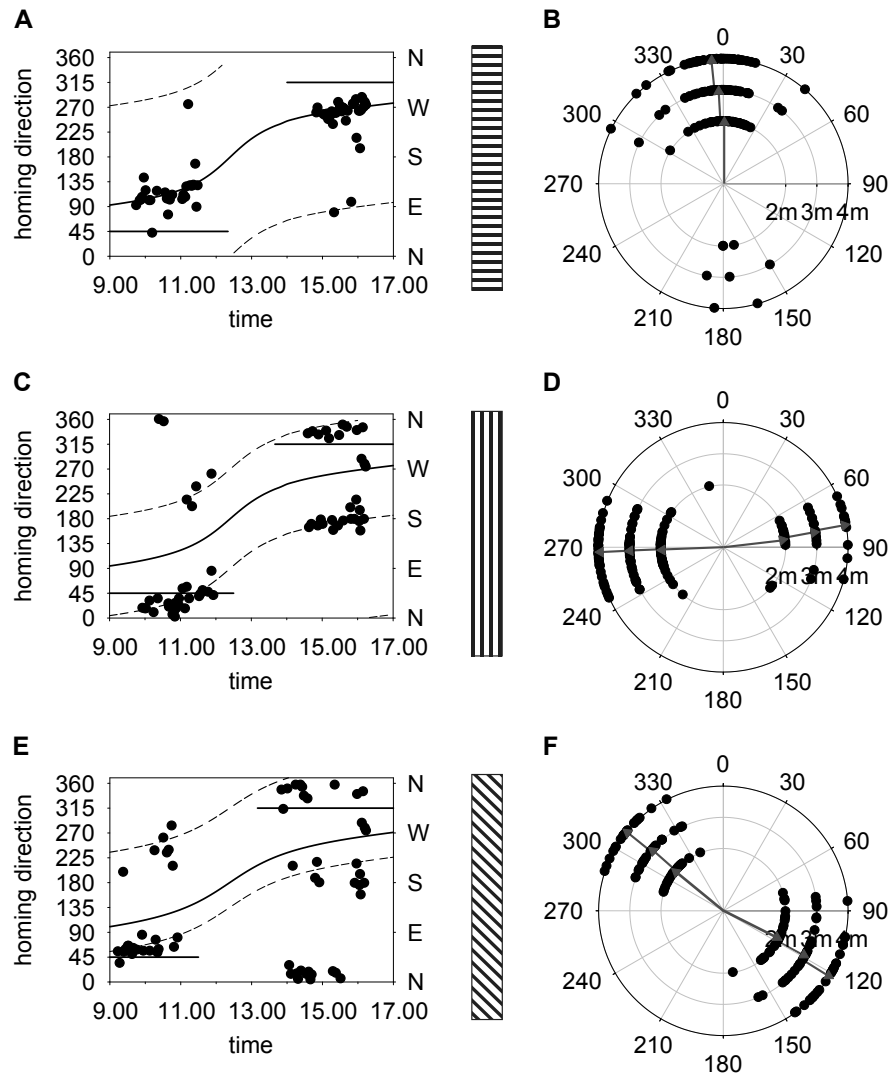 A
homing direction
360
315
270
225
180
135
90
45
0
N
W
S
E
N
9.00 11.00 13.00 15.00 17.00
time
B
0
30
60
90
120
150
180
210
240
270
300
330
2m 3m 4m
C
homing direction
360
315
270
225
180
135
90
45
0
N
W
S
E
N
9.00 11.00 13.00 15.00 17.00
time
D
0
30
60
90
120
150
180
210
240
270
300
330
2m 3m 4m
E
homing direction
360
315
270
225
180
135
90
45
0
N
W
S
E
N
9.00 11.00 13.00 15.00 17.00
time
F
0
30
60
90
120
150
180
210
240
270
300
330
2m 3m 4m